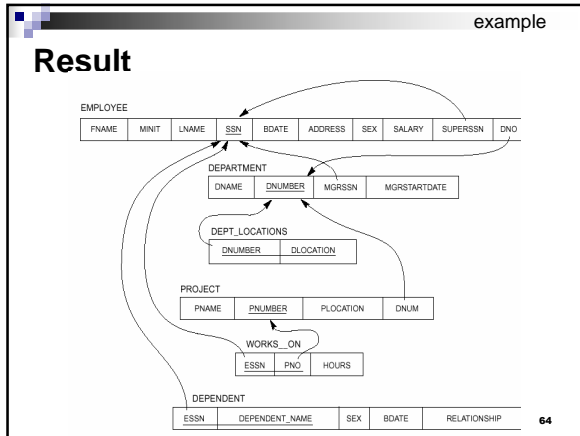 example
Result
EMPLOYEE
FNAME MINIT LNAME SSN BDATE ADDRESS SEX SALARY SUPERSSN DNO
DEPARTMENT
DNAME DNUMBER MGRSSN MGRSTARTDATE
DEPT_LOCATIONS
DNUMBER DLOCATION
PROJECT
PNAME PNUMBER PLOCATION DNUM
WORKS__ON
ESSN PNO HOURS
DEPENDENT
ESSN DEPENDENT_NAME SEX BDATE RELATIONSHIP
64